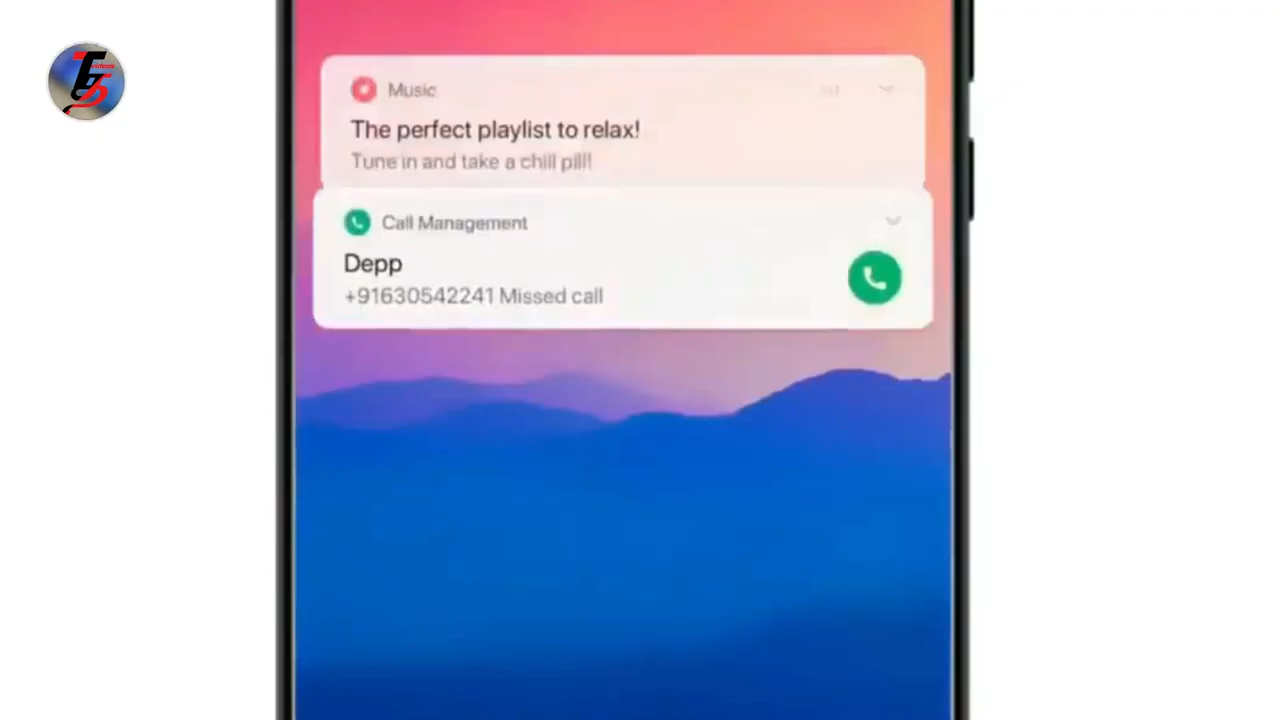 Music
The perfect playlist to relax!
Tune in and take a chill pill!
Call Management
Depp
+91630542241 Missed call